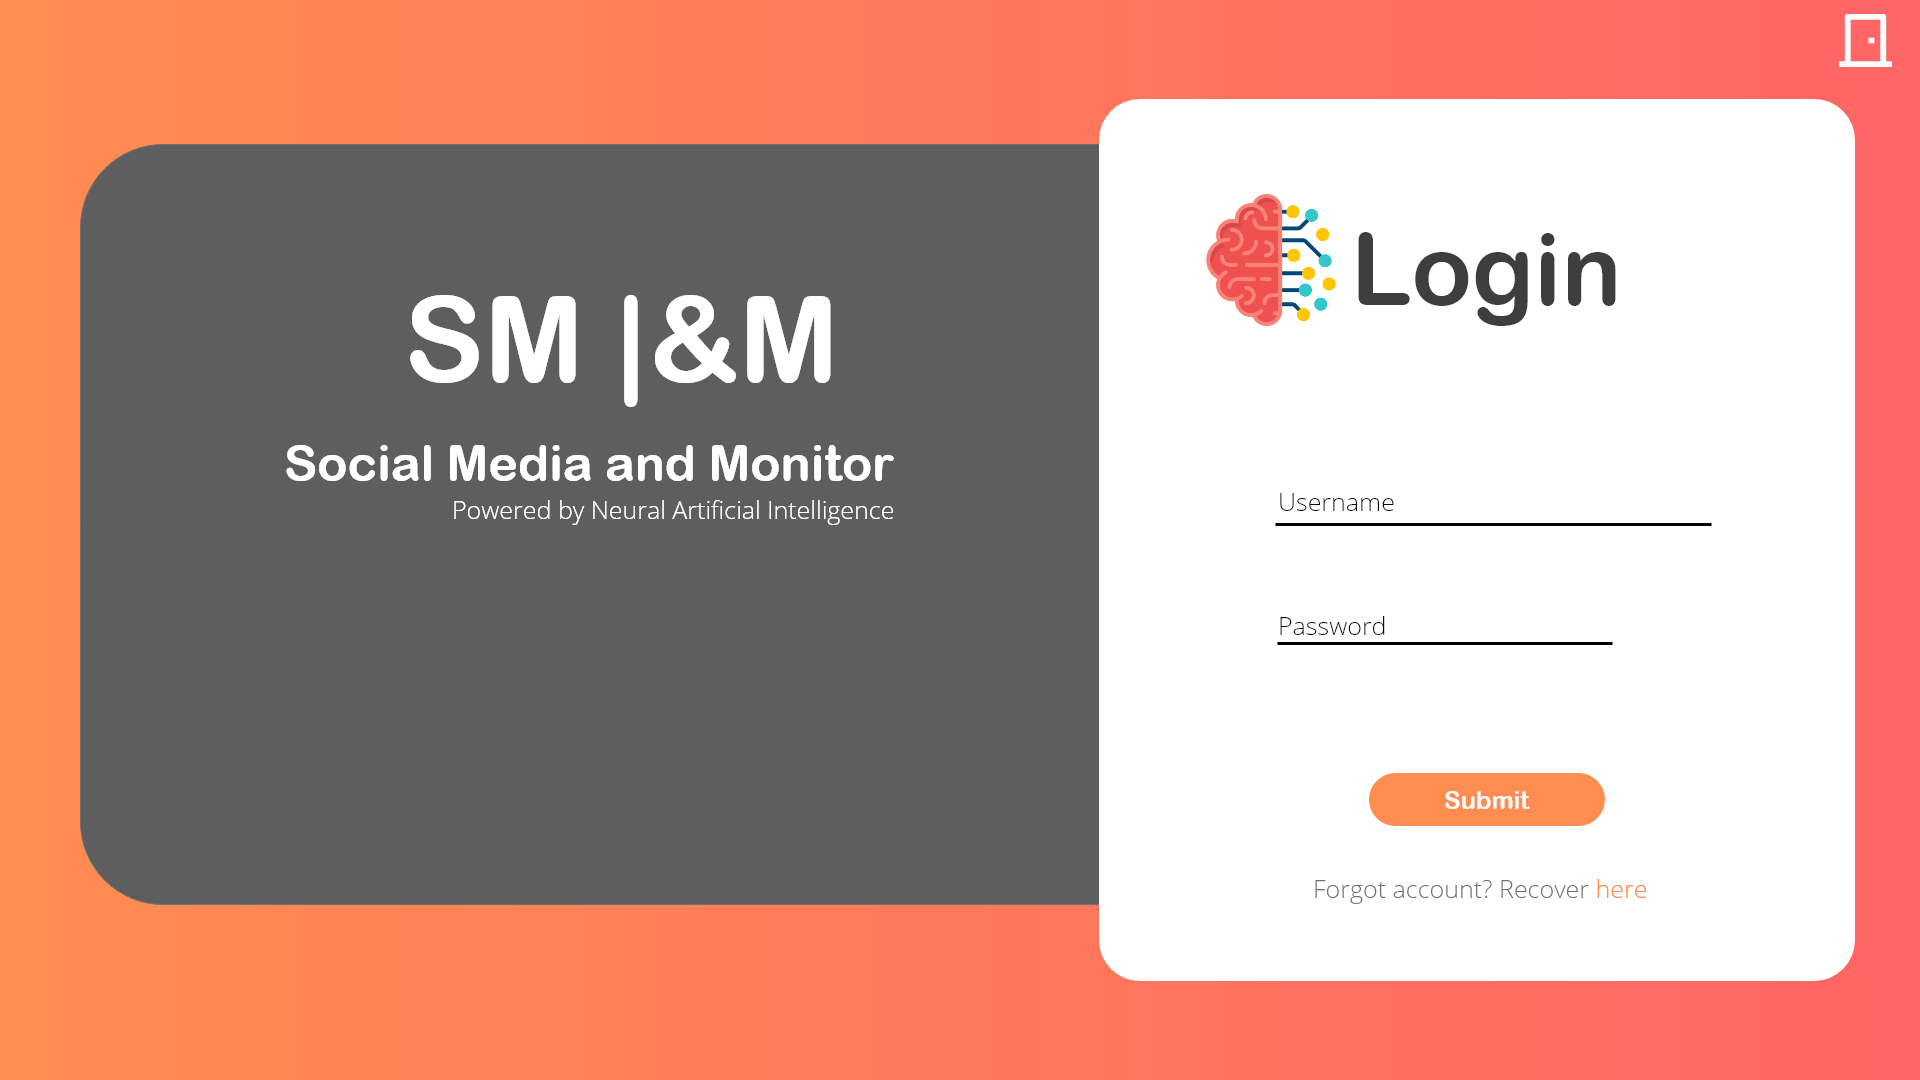 SM |&M
Social Media and Monitor
Powered by Neural Artificial Intelligence
Login
Username
Password
Submit
Forgot account? Recover here